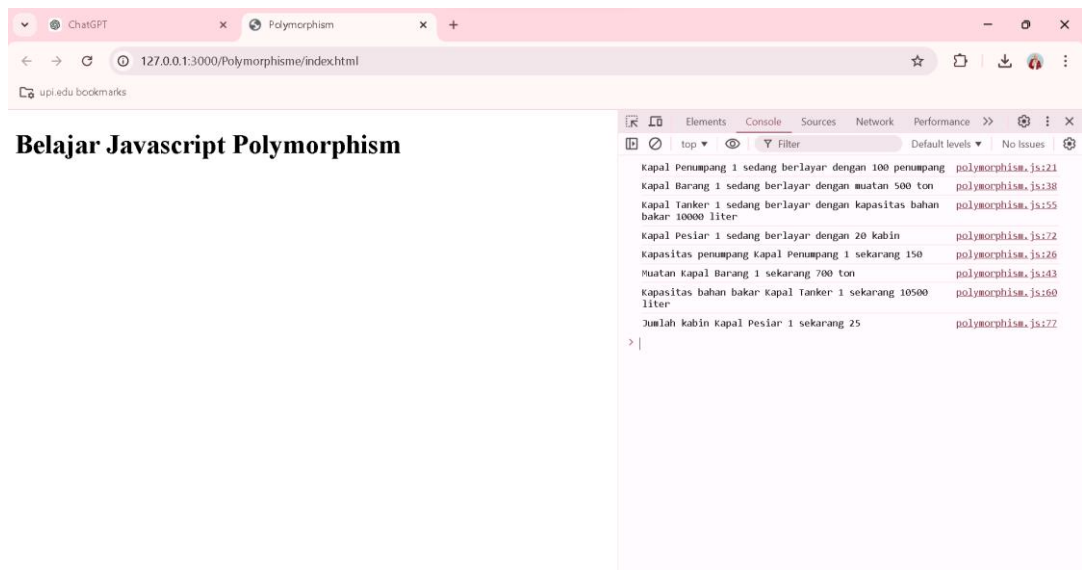 ChatGPT
Polymorphism
127.0.0.1:3000/Polymorphisme/index.html
upi.edu bookmarks
Belajar Javascript Polymorphism
Elements Console Sources Network Performance
top Filter Default levels No Issues
Kapal Penumpang 1 sedang berlayar dengan 100 penumpang polymorphism.js:21
Kapal Barang 1 sedang berlayar dengan muatan 500 ton polymorphism.js:38
Kapal Tanker 1 sedang berlayar dengan kapasitas bahan polymorphism.js:55
bakar 10000 liter
Kapal Pesiar 1 sedang berlayar dengan 20 kabin polymorphism.js:72
Kapasitas penumpang Kapal Penumpang 1 sekarang 150 polymorphism.js:26
Muatan Kapal Barang 1 sekarang 700 ton polymorphism.js:43
Kapasitas bahan bakar Kapal Tanker 1 sekarang 10500 polymorphism.js:60
liter
Jumlah kabin Kapal Pesiar 1 sekarang 25 polymorphism.js:77